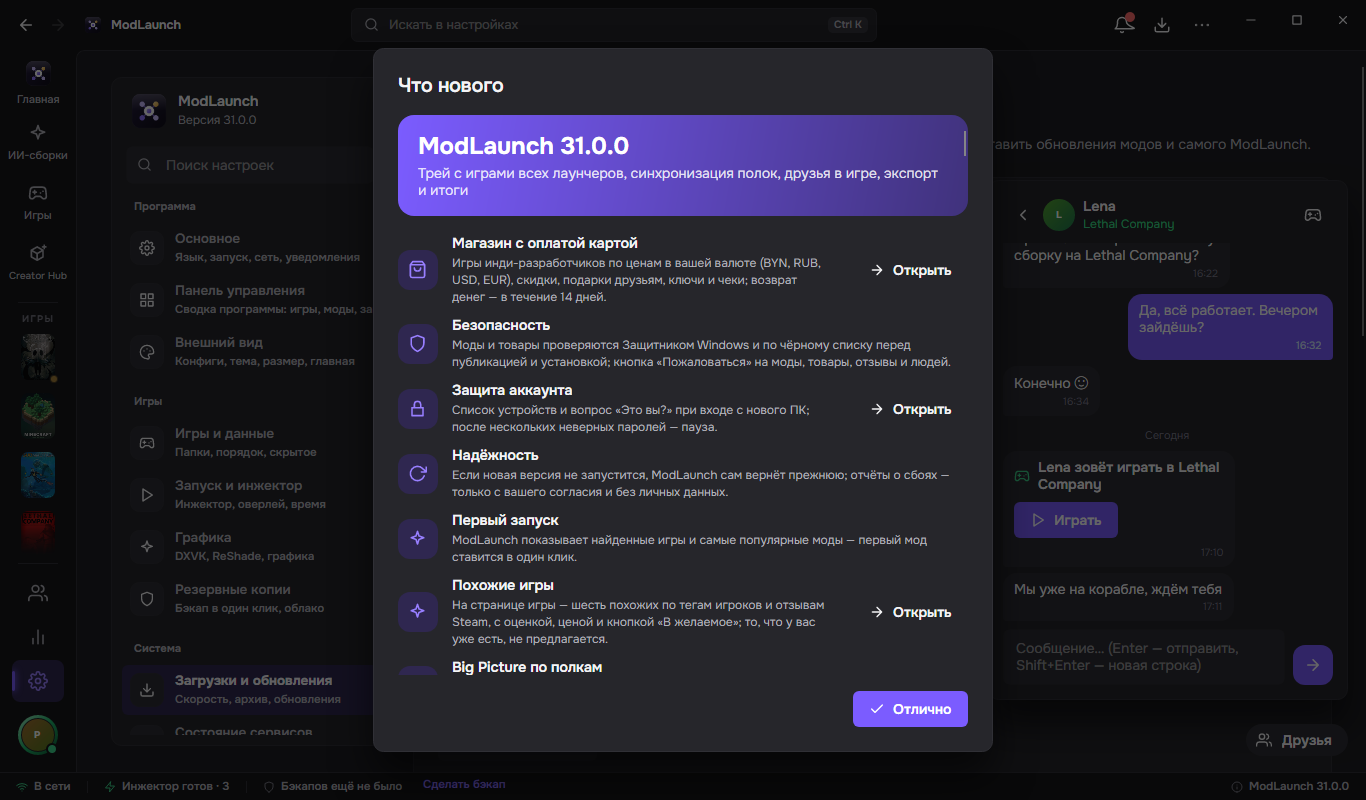 ModLaunch
Искать в настройках
Ctrl K
Главная
ИИ-сборки
Игры
Creator Hub
ИГРЫ
MINECRAFT
ModLaunch
Версия 31.0.0
Поиск настроек
Программа
Основное
Язык, запуск, сеть, уведомления
Панель управления
Сводка программы: игры, моды, за
Внешний вид
Конфиги, тема, размер, главная
Игры
Игры и данные
Папки, порядок, скрытое
Запуск и инжектор
Инжектор, оверлей, время
Графика
DXVK, ReShade, графика
Резервные копии
Бэкап в один клик, облако
Система
Загрузки и обновления
Скорость, архив, обновления
Состояние сервисов
P
Что нового
ModLaunch 31.0.0
Трей с играми всех лаунчеров, синхронизация полок, друзья в игре, экспорт
и итоги
Магазин с оплатой картой
Игры инди-разработчиков по ценам в вашей валюте (BYN, RUB,
USD, EUR), скидки, подарки друзьям, ключи и чеки; возврат
денег — в течение 14 дней.
Открыть
Безопасность
Моды и товары проверяются Защитником Windows и по чёрному списку перед
публикацией и установкой; кнопка «Пожаловаться» на моды, товары, отзывы и людей.
Защита аккаунта
Список устройств и вопрос «Это вы?» при входе с нового ПК;
после нескольких неверных паролей — пауза.
Открыть
Надёжность
Если новая версия не запустится, ModLaunch сам вернёт прежнюю; отчёты о сбоях —
только с вашего согласия и без личных данных.
Первый запуск
ModLaunch показывает найденные игры и самые популярные моды — первый мод
ставится в один клик.
Похожие игры
На странице игры — шесть похожих по тегам игроков и отзывам
Steam, с оценкой, ценой и кнопкой «В желаемое»; то, что у вас
уже есть, не предлагается.
Открыть
Big Picture по полкам
Отлично
авить обновления модов и самого ModLaunch.
L
Lena
Lethal Company
сборку на Lethal Company?
16:22
Да, всё работает. Вечером
зайдёшь?
16:32
Конечно
16:34
Сегодня
Lena зовёт играть в Lethal
Company
Играть
17:10
Мы уже на корабле, ждём тебя
17:11
Сообщение... (Enter — отправить,
Shift+Enter — новая строка)
Друзья
В сети
Инжектор готов · 3
Бэкапов ещё не было
Сделать бэкап
ModLaunch 31.0.0